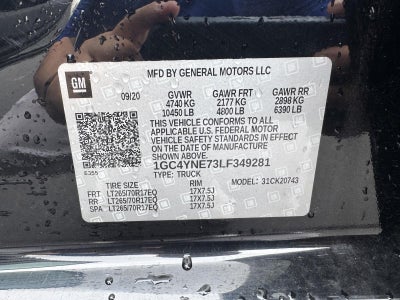 MFD BY GENERAL MOTORS LLC
GM
09/20
GVWR GAWR FRT GAWR RR
4740 KG 2177 KG 2898 KG
10450 LB 4800 LB 6390 LB
THIS VEHICLE CONFORMS TO ALL
APPLICABLE U.S. FEDERAL MOTOR
VEHICLE SAFETY STANDARDS IN EFFECT
ON THE DATE OF MANUFACTURE
SHOWN ABOVE.
1GC4YNE73LF349281
TYPE: TRUCK
6355
MODEL: 31CK20743
TIRE SIZE RIM
FRT LT265/70R17EQ 17X7.5J
RR LT265/70R17EQ 17X7.5J
SPA LT265/70R17EQ 17X7.5J